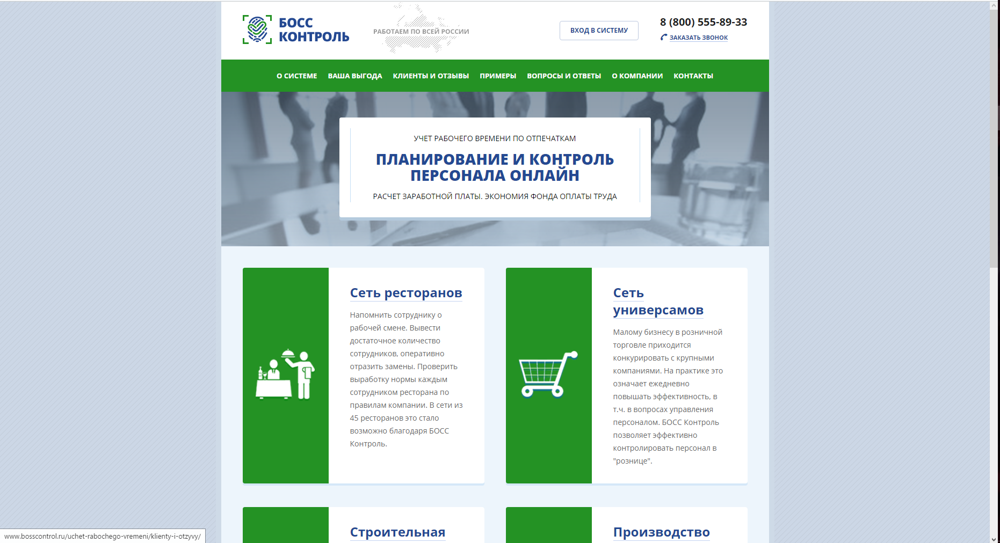 БОСС
КОНТРОЛЬ
РАБОТАЕМ ПО ВСЕЙ РОССИИ
ВХОД В СИСТЕМУ
8 (800) 555-89-33
ЗАКАЗАТЬ ЗВОНОК
О СИСТЕМЕ ВАША ВЫГОДА КЛИЕНТЫ И ОТЗЫВЫ ПРИМЕРЫ ВОПРОСЫ И ОТВЕТЫ О КОМПАНИИ КОНТАКТЫ
УЧЕТ РАБОЧЕГО ВРЕМЕНИ ПО ОТПЕЧАТКАМ
ПЛАНИРОВАНИЕ И КОНТРОЛЬ
ПЕРСОНАЛА ОНЛАЙН
РАСЧЕТ ЗАРАБОТНОЙ ПЛАТЫ. ЭКОНОМИЯ ФОНДА ОПЛАТЫ ТРУДА
Сеть ресторанов
Напомнить сотруднику о
рабочей смене. Вывести
достаточное количество
сотрудников, оперативно
отразить замены. Проверить
выработку нормы каждым
сотрудником ресторана по
правилам компании. В сети из
45 ресторанов это стало
возможно благодаря БОСС
Контроль.
Сеть
универсамов
Малому бизнесу в розничной
торговле приходится
конкурировать с крупными
компаниями. На практике это
означает ежедневно
повышать эффективность, в
т.ч. в вопросах управления
персоналом. БОСС Контроль
позволяет эффективно
контролировать персонал в
"рознице".
Строительная
Производство
www.bosscontrol.ru/uchet-rabochego-vremeni/klienty-i-otzyvy/